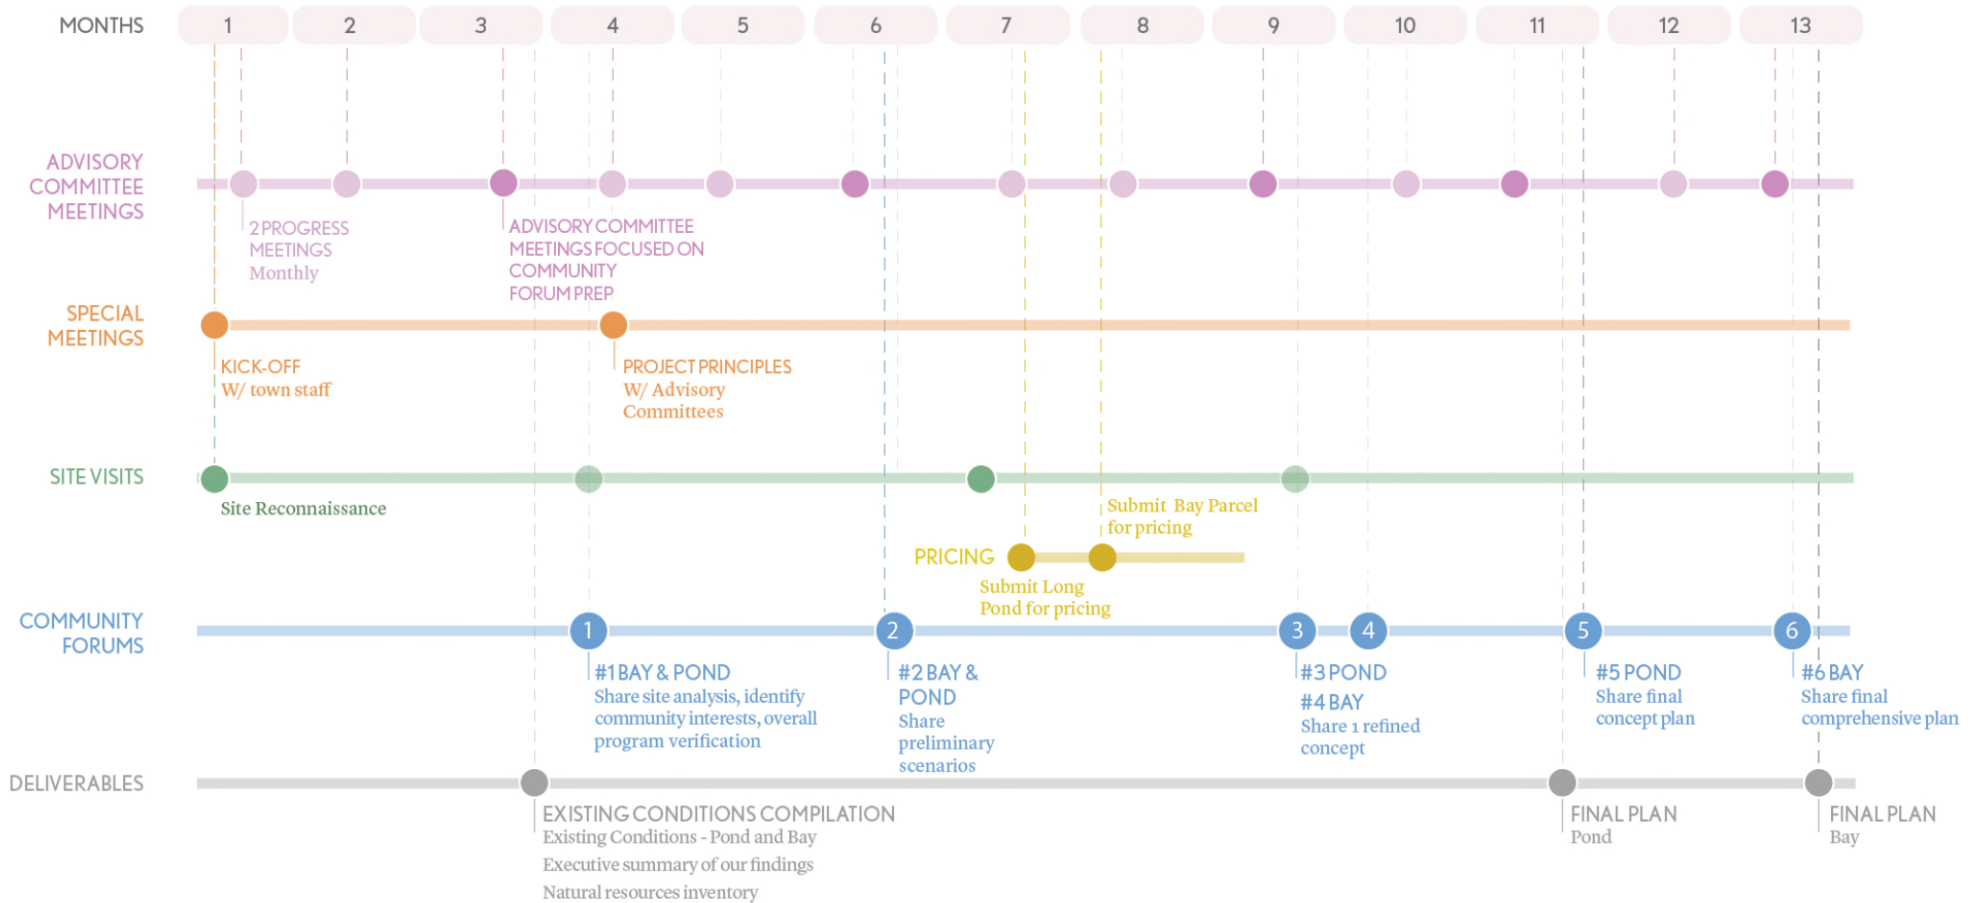 MONTHS 1 2 3 4 5 6 7 8 9 10 11 12 13
ADVISORY
COMMITTEE
MEETINGS
2 PROGRESS
MEETINGS
Monthly
ADVISORY COMMITTEE
MEETINGS FOCUSED ON
COMMUNITY
FORUM PREP
SPECIAL
MEETINGS
KICK-OFF
W/ town staff
PROJECT PRINCIPLES
W/ Advisory
Committees
SITE VISITS
Site Reconnaissance
Submit Bay Parcel
for pricing
PRICING
Submit Long
Pond for pricing
COMMUNITY
FORUMS
1 2 3 4 5 6
#1 BAY & POND
Share site analysis, identify
community interests, overall
program verification
#2 BAY &
POND
Share
preliminary
scenarios
#3 POND
#4 BAY
Share 1 refined
concept
#5 POND
Share final
concept plan
#6 BAY
Share final
comprehensive plan
DELIVERABLES
EXISTING CONDITIONS COMPILATION
Existing Conditions - Pond and Bay
Executive summary of our findings
Natural resources inventory
FINAL PLAN
Pond
FINAL PLAN
Bay